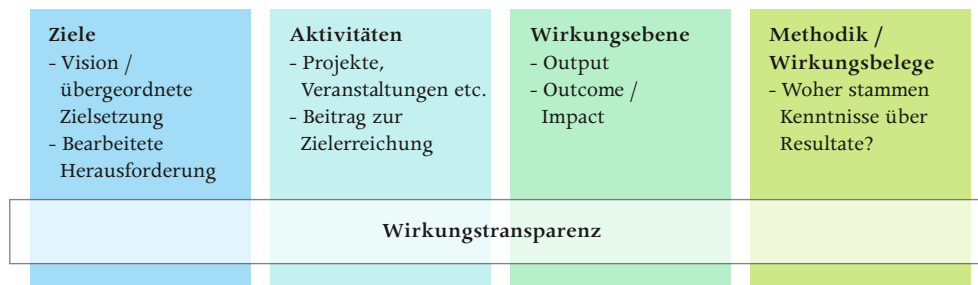 Ziele
- Vision /
übergeordnete
Zielsetzung
- Bearbeitete
Herausforderung
Aktivitäten
- Projekte,
Veranstaltungen etc.
- Beitrag zur
Zielerreichung
Wirkungsebene
- Output
- Outcome /
Impact
Methodik /
Wirkungsbelege
- Woher stammen
Kenntnisse über
Resultate?
Wirkungstransparenz